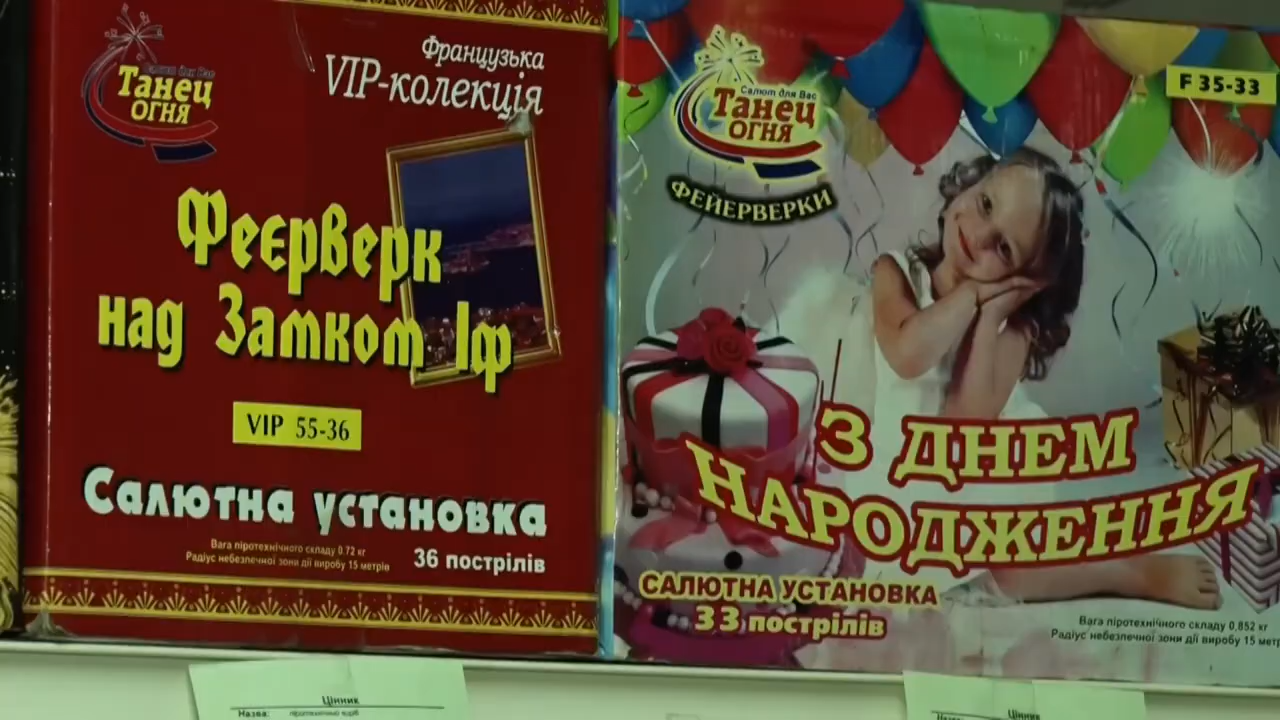 Салют для Вас
Танец
ОГНЯ
Французька
VIP-колекція
Феєрверк
над Замком Іф
VIP 55-36
Салютна установка
Вага піротехнічного складу 0.72 кг
Радіус небезпечної зони дії виробу 15 метрів
36 пострілів
Салют для Вас
Танец
ОГНЯ
ФЕЙЕРВЕРКИ
F 35-33
З ДНЕМ
НАРОДЖЕННЯ
САЛЮТНА УСТАНОВКА
33 пострілів
Вага піротехнічного складу 0,852 кг
Радіус небезпечної зони дії виробу 15 метр
Цінник
Назва: піротехнічний виріб
Цінник
Назва: